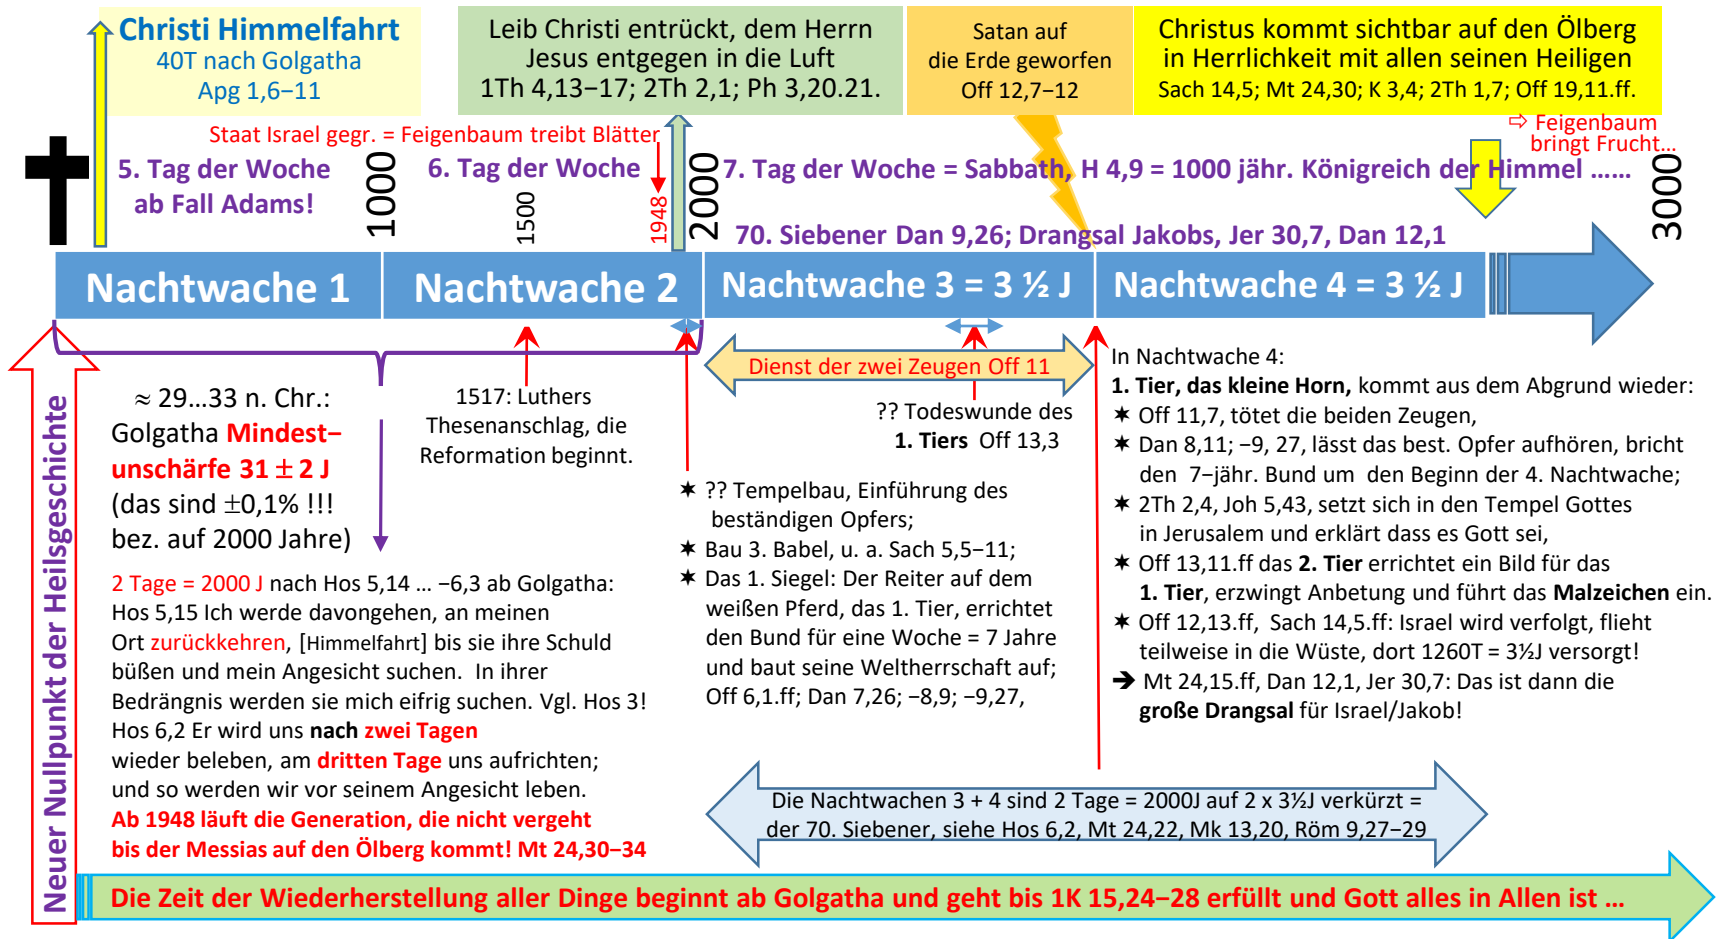 Christi Himmelfahrt
40T nach Golgatha
Apg 1,6−11
Leib Christi entrückt, dem Herrn
Jesus entgegen in die Luft
1Th 4,13−17; 2Th 2,1; Ph 3,20.21.
Satan auf
die Erde geworfen
Off 12,7−12
Christus kommt sichtbar auf den Ölberg
in Herrlichkeit mit allen seinen Heiligen
Sach 14,5; Mt 24,30; K 3,4; 2Th 1,7; Off 19,11.ff.
Staat Israel gegr. = Feigenbaum treibt Blätter
⇨ Feigenbaum
bringt Frucht...
5. Tag der Woche
ab Fall Adams!
1000
6. Tag der Woche
1500
1948
2000
7. Tag der Woche = Sabbath, H 4,9 = 1000 jähr. Königreich der Himmel ......
3000
70. Siebener Dan 9,26; Drangsal Jakobs, Jer 30,7, Dan 12,1
Nachtwache 1
Nachtwache 2
Nachtwache 3 = 3 ½ J
Nachtwache 4 = 3 ½ J
Neuer Nullpunkt der Heilsgeschichte
≈ 29...33 n. Chr.:
Golgatha Mindest−
unschärfe 31 ± 2 J
(das sind ±0,1% !!!
bez. auf 2000 Jahre)
1517: Luthers
Thesenanschlag, die
Reformation beginnt.
2 Tage = 2000 J nach Hos 5,14 ... −6,3 ab Golgatha:
Hos 5,15 Ich werde davongehen, an meinen
Ort zurückkehren, [Himmelfahrt] bis sie ihre Schuld
büßen und mein Angesicht suchen. In ihrer
Bedrängnis werden sie mich eifrig suchen. Vgl. Hos 3!
Hos 6,2 Er wird uns nach zwei Tagen
wieder beleben, am dritten Tage uns aufrichten;
und so werden wir vor seinem Angesicht leben.
Ab 1948 läuft die Generation, die nicht vergeht
bis der Messias auf den Ölberg kommt! Mt 24,30−34
Dienst der zwei Zeugen Off 11
?? Todeswunde des
1. Tiers Off 13,3
✶ ?? Tempelbau, Einführung des
beständigen Opfers;
✶ Bau 3. Babel, u. a. Sach 5,5−11;
✶ Das 1. Siegel: Der Reiter auf dem
weißen Pferd, das 1. Tier, errichtet
den Bund für eine Woche = 7 Jahre
und baut seine Weltherrschaft auf;
Off 6,1.ff; Dan 7,26; −8,9; −9,27,
In Nachtwache 4:
1. Tier, das kleine Horn, kommt aus dem Abgrund wieder:
✶ Off 11,7, tötet die beiden Zeugen,
✶ Dan 8,11; −9, 27, lässt das best. Opfer aufhören, bricht
den 7−jähr. Bund um den Beginn der 4. Nachtwache;
✶ 2Th 2,4, Joh 5,43, setzt sich in den Tempel Gottes
in Jerusalem und erklärt dass es Gott sei,
✶ Off 13,11.ff das 2. Tier errichtet ein Bild für das
1. Tier, erzwingt Anbetung und führt das Malzeichen ein.
✶ Off 12,13.ff, Sach 14,5.ff: Israel wird verfolgt, flieht
teilweise in die Wüste, dort 1260T = 3½J versorgt!
➔ Mt 24,15.ff, Dan 12,1, Jer 30,7: Das ist dann die
große Drangsal für Israel/Jakob!
Die Nachtwachen 3 + 4 sind 2 Tage = 2000J auf 2 x 3½J verkürzt =
der 70. Siebener, siehe Hos 6,2, Mt 24,22, Mk 13,20, Röm 9,27−29
Die Zeit der Wiederherstellung aller Dinge beginnt ab Golgatha und geht bis 1K 15,24−28 erfüllt und Gott alles in Allen ist ...